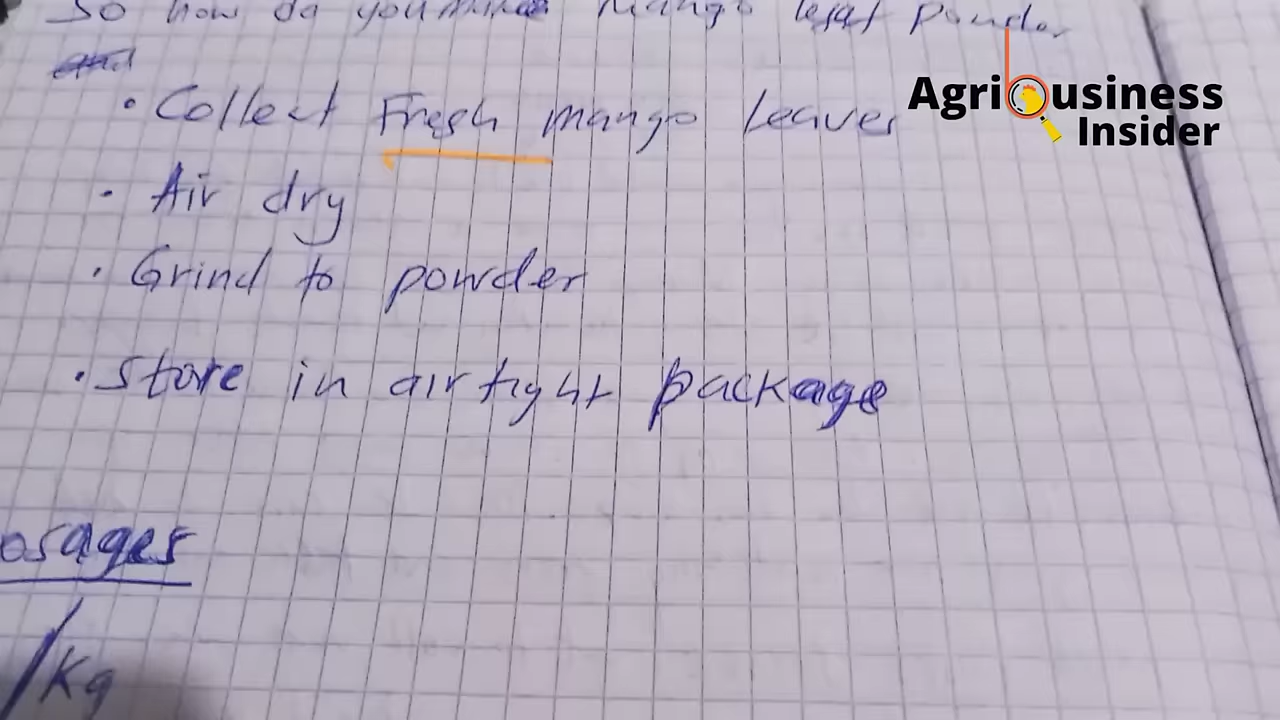 So how do you make mango leaf powder
• Collect Fresh mango Leaves
• Air dry
• Grind to powder
• Store in airtight package
osages
/Kg
Agribusiness
Insider